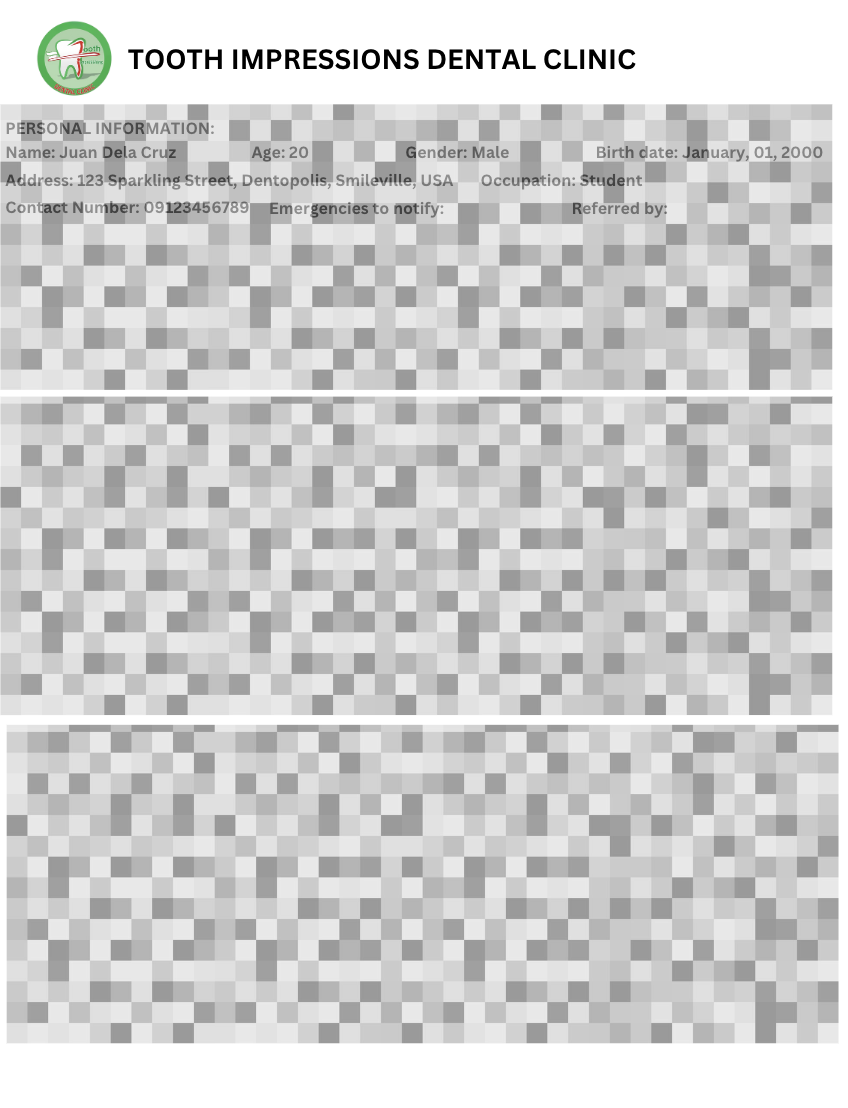 TOOTH IMPRESSIONS DENTAL CLINIC
PERSONAL INFORMATION:
Name: Juan Dela Cruz Age: 20 Gender: Male Birth date: January, 01, 2000
Address: 123 Sparkling Street, Dentopolis, Smileville, USA Occupation: Student
Contact Number: 09123456789 Emergencies to notify: Referred by: